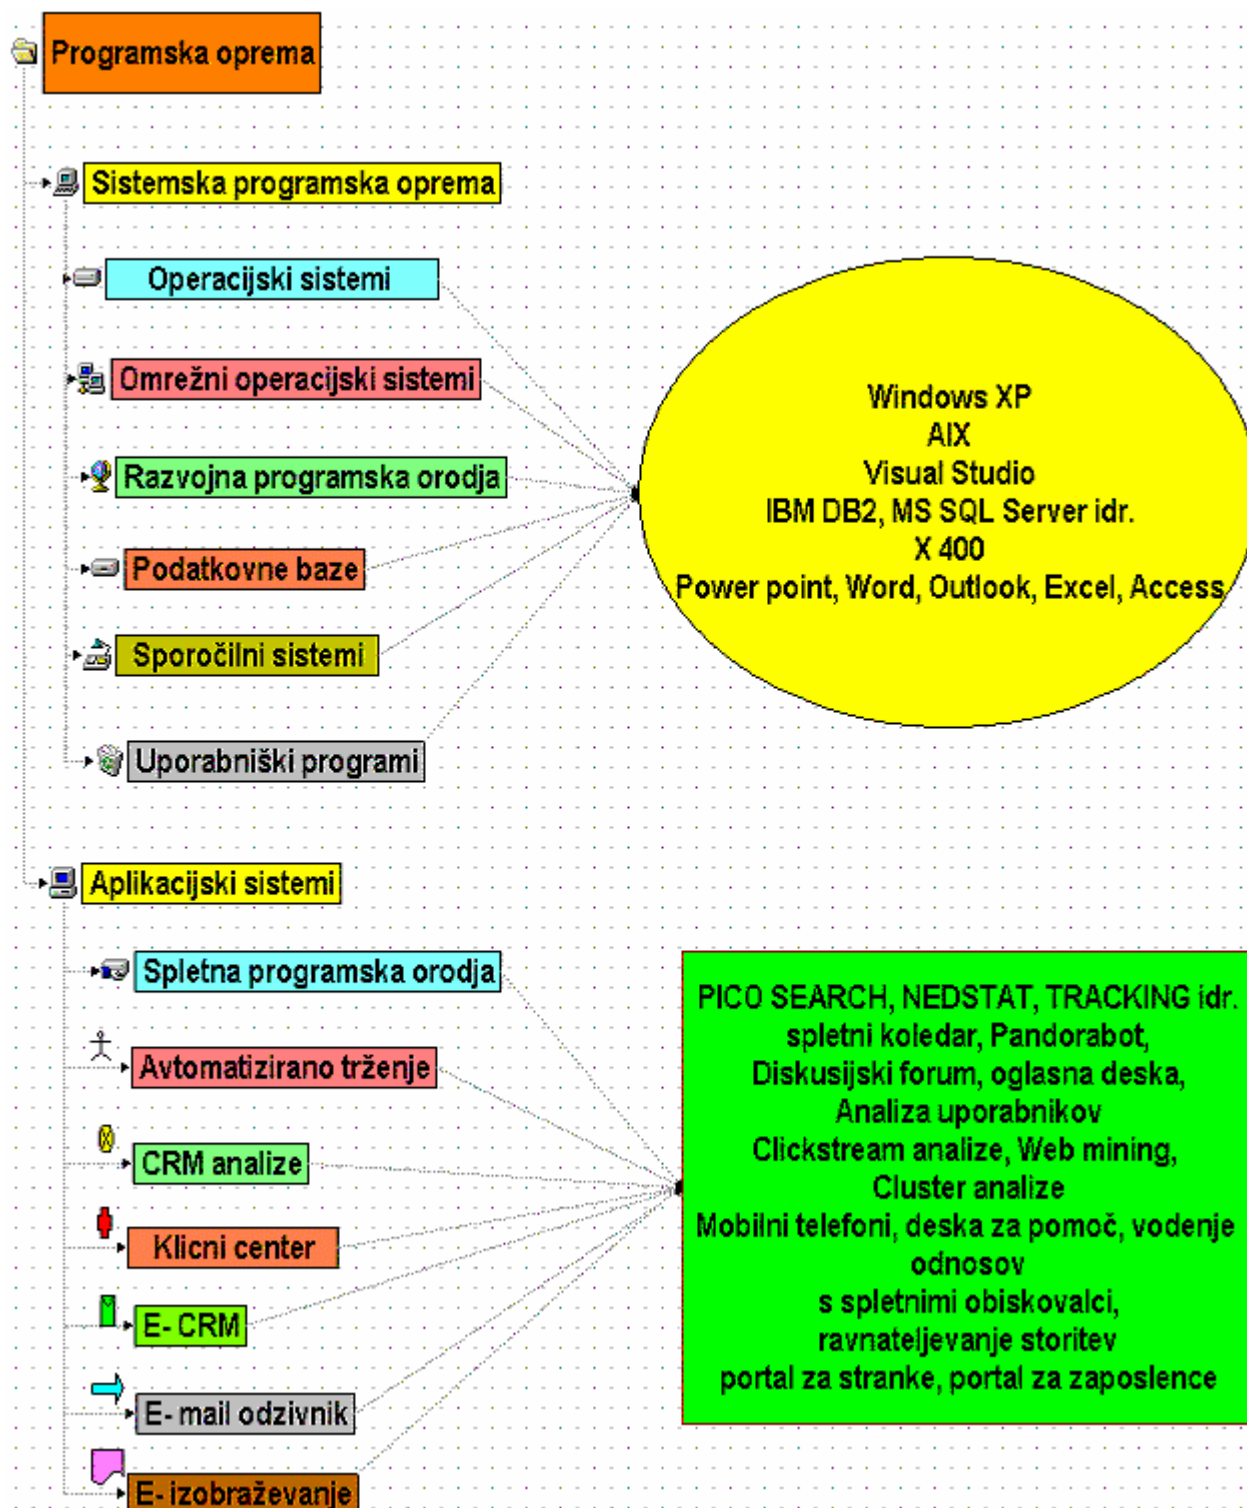 Programska oprema
Sistemska programska oprema
Operacijski sistemi
Omrežni operacijski sistemi
Razvojna programska orodja
Podatkovne baze
Sporočilni sistemi
Uporabniški programi
Windows XP
AIX
Visual Studio
IBM DB2, MS SQL Server idr.
X 400
Power point, Word, Outlook, Excel, Access
Aplikacijski sistemi
Spletna programska orodja
Avtomatizirano trženje
CRM analize
Klicni center
E- CRM
E- mail odzivnik
E- izobraževanje
PICO SEARCH, NEDSTAT, TRACKING idr.
spletni koledar, Pandorabot,
Diskusijski forum, oglasna deska,
Analiza uporabnikov
Clickstream analize, Web mining,
Cluster analize
Mobilni telefoni, deska za pomoč, vodenje
odnosov
s spletnimi obiskovalci,
ravnateljevanje storitev
portal za stranke, portal za zaposlence